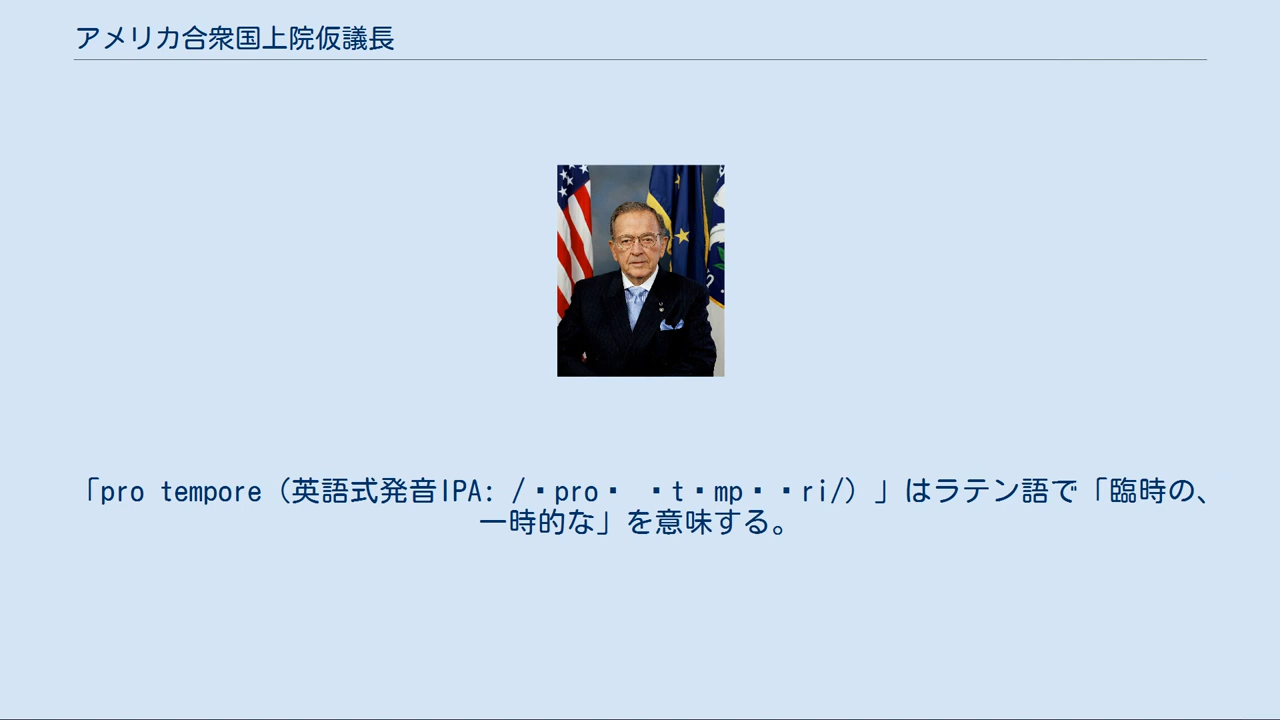 アメリカ合衆国上院仮議長
「pro tempore（英語式発音IPA: /・pro・ ・t・mp・・ri/）」はラテン語で「臨時の、
一時的な」を意味する。